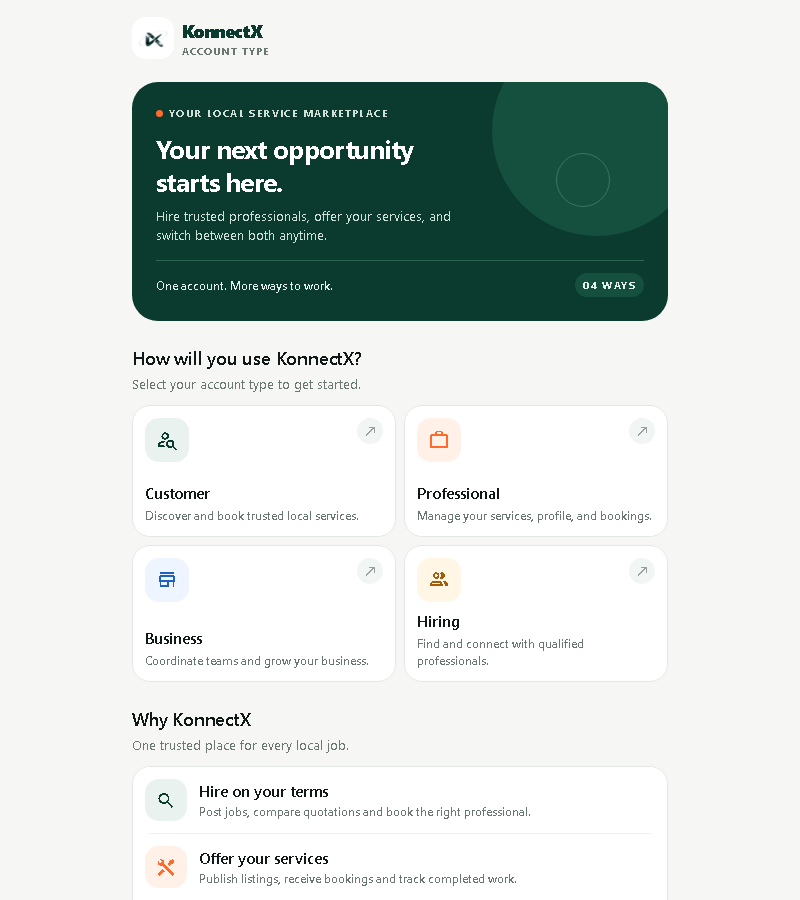 KonnectX
ACCOUNT TYPE
YOUR LOCAL SERVICE MARKETPLACE
Your next opportunity
starts here.
Hire trusted professionals, offer your services, and
switch between both anytime.
One account. More ways to work.
04 WAYS
How will you use KonnectX?
Select your account type to get started.
Customer
Discover and book trusted local services.
Professional
Manage your services, profile, and bookings.
Business
Coordinate teams and grow your business.
Hiring
Find and connect with qualified
professionals.
Why KonnectX
One trusted place for every local job.
Hire on your terms
Post jobs, compare quotations and book the right professional.
Offer your services
Publish listings, receive bookings and track completed work.